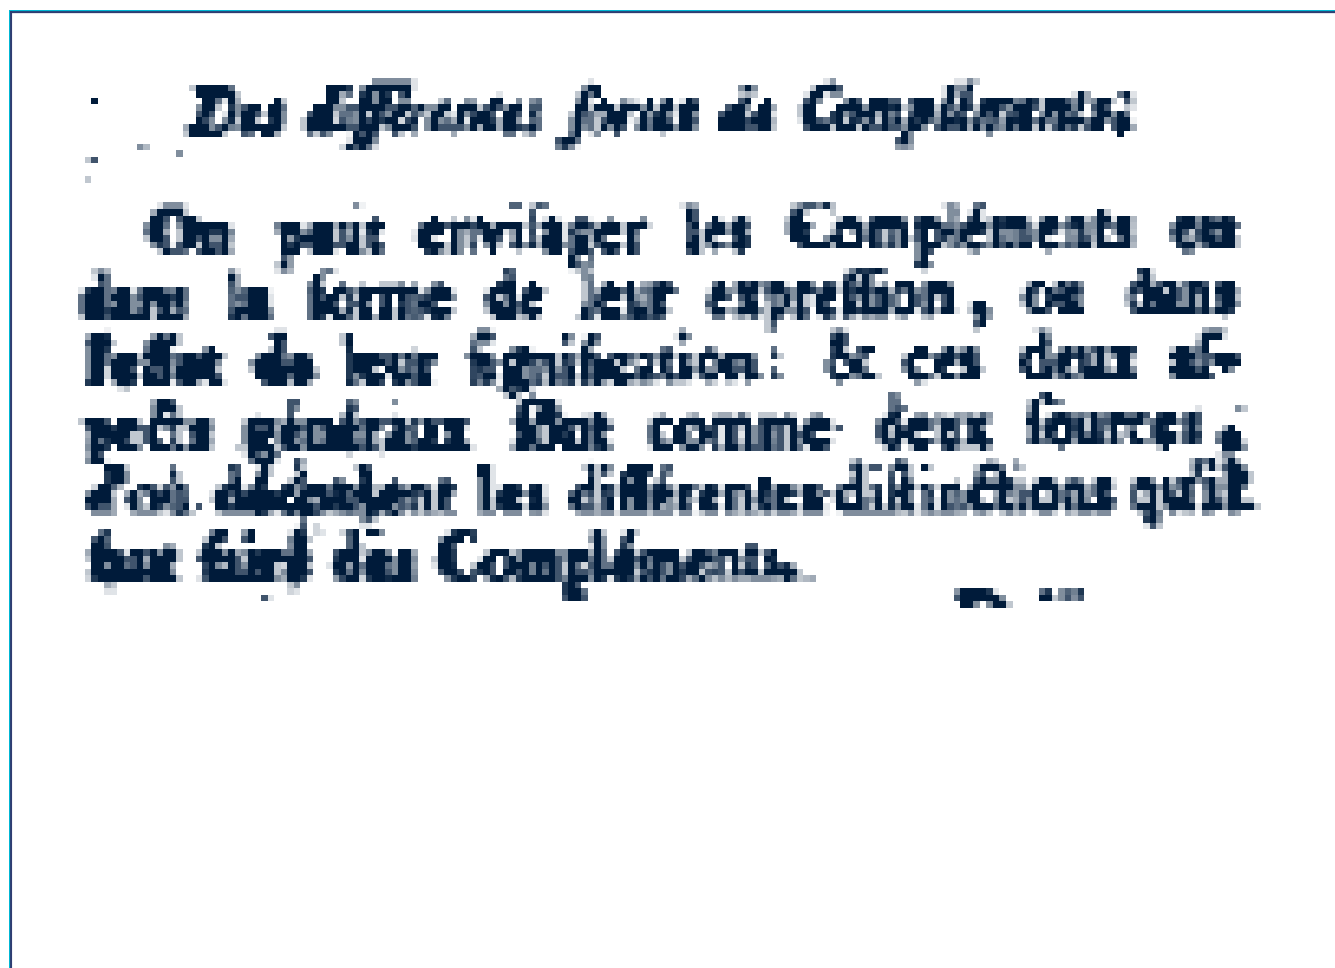 Des différentes sortes de Complémens.
On peut enviſager les Compléments ou
dans la forme de leur expreſſion, ou dans
l'effet de leur ſignification: & ces deux aſ-
pects généraux ſont comme deux ſources,
d'où découlent les différentes diſtinctions qu'il
faut faire des Compléments.